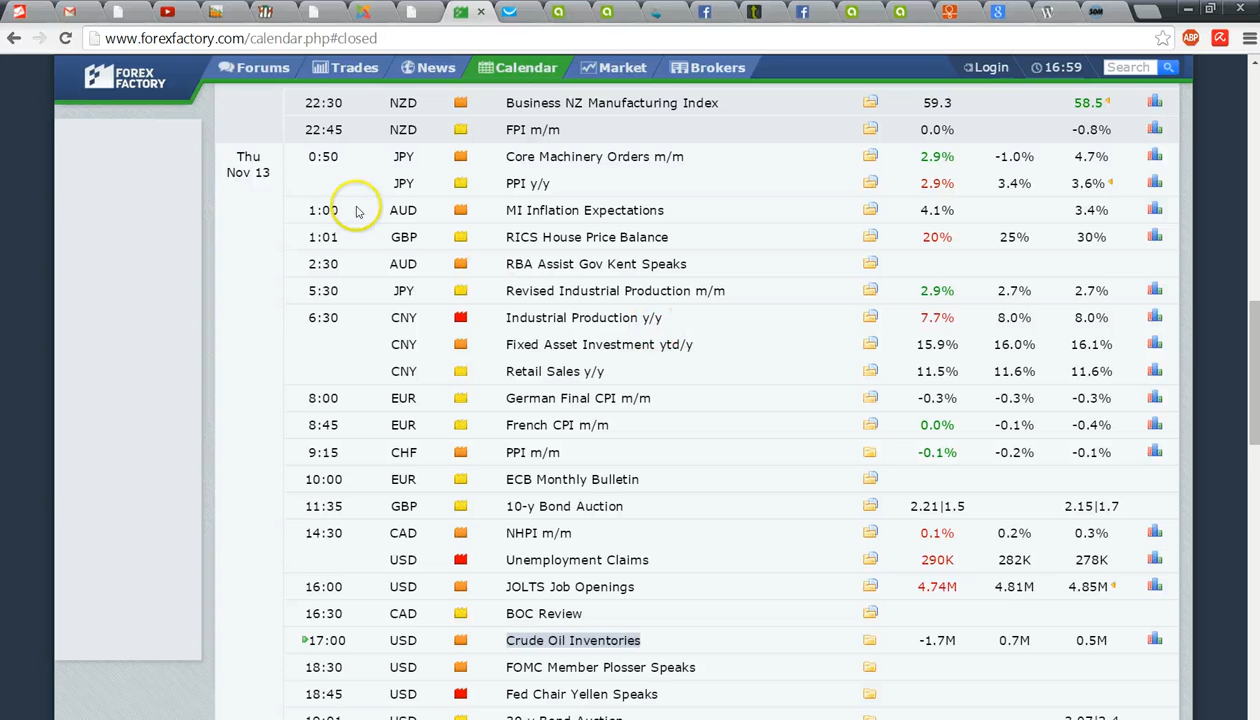 www.forexfactory.com/calendar.php#closed
ABP
FOREX FACTORY Forums Trades News Calendar Market Brokers Login 16:59 Search
22:30 NZD Business NZ Manufacturing Index 59.3 58.5
22:45 NZD FPI m/m 0.0% -0.8%
Thu Nov 13 0:50 JPY Core Machinery Orders m/m 2.9% -1.0% 4.7%
JPY PPI y/y 2.9% 3.4% 3.6%
1:00 AUD MI Inflation Expectations 4.1% 3.4%
1:01 GBP RICS House Price Balance 20% 25% 30%
2:30 AUD RBA Assist Gov Kent Speaks
5:30 JPY Revised Industrial Production m/m 2.9% 2.7% 2.7%
6:30 CNY Industrial Production y/y 7.7% 8.0% 8.0%
CNY Fixed Asset Investment ytd/y 15.9% 16.0% 16.1%
CNY Retail Sales y/y 11.5% 11.6% 11.6%
8:00 EUR German Final CPI m/m -0.3% -0.3% -0.3%
8:45 EUR French CPI m/m 0.0% -0.1% -0.4%
9:15 CHF PPI m/m -0.1% -0.2% -0.1%
10:00 EUR ECB Monthly Bulletin
11:35 GBP 10-y Bond Auction 2.21|1.5 2.15|1.7
14:30 CAD NHPI m/m 0.1% 0.2% 0.3%
USD Unemployment Claims 290K 282K 278K
16:00 USD JOLTS Job Openings 4.74M 4.81M 4.85M
16:30 CAD BOC Review
17:00 USD Crude Oil Inventories -1.7M 0.7M 0.5M
18:30 USD FOMC Member Plosser Speaks
18:45 USD Fed Chair Yellen Speaks